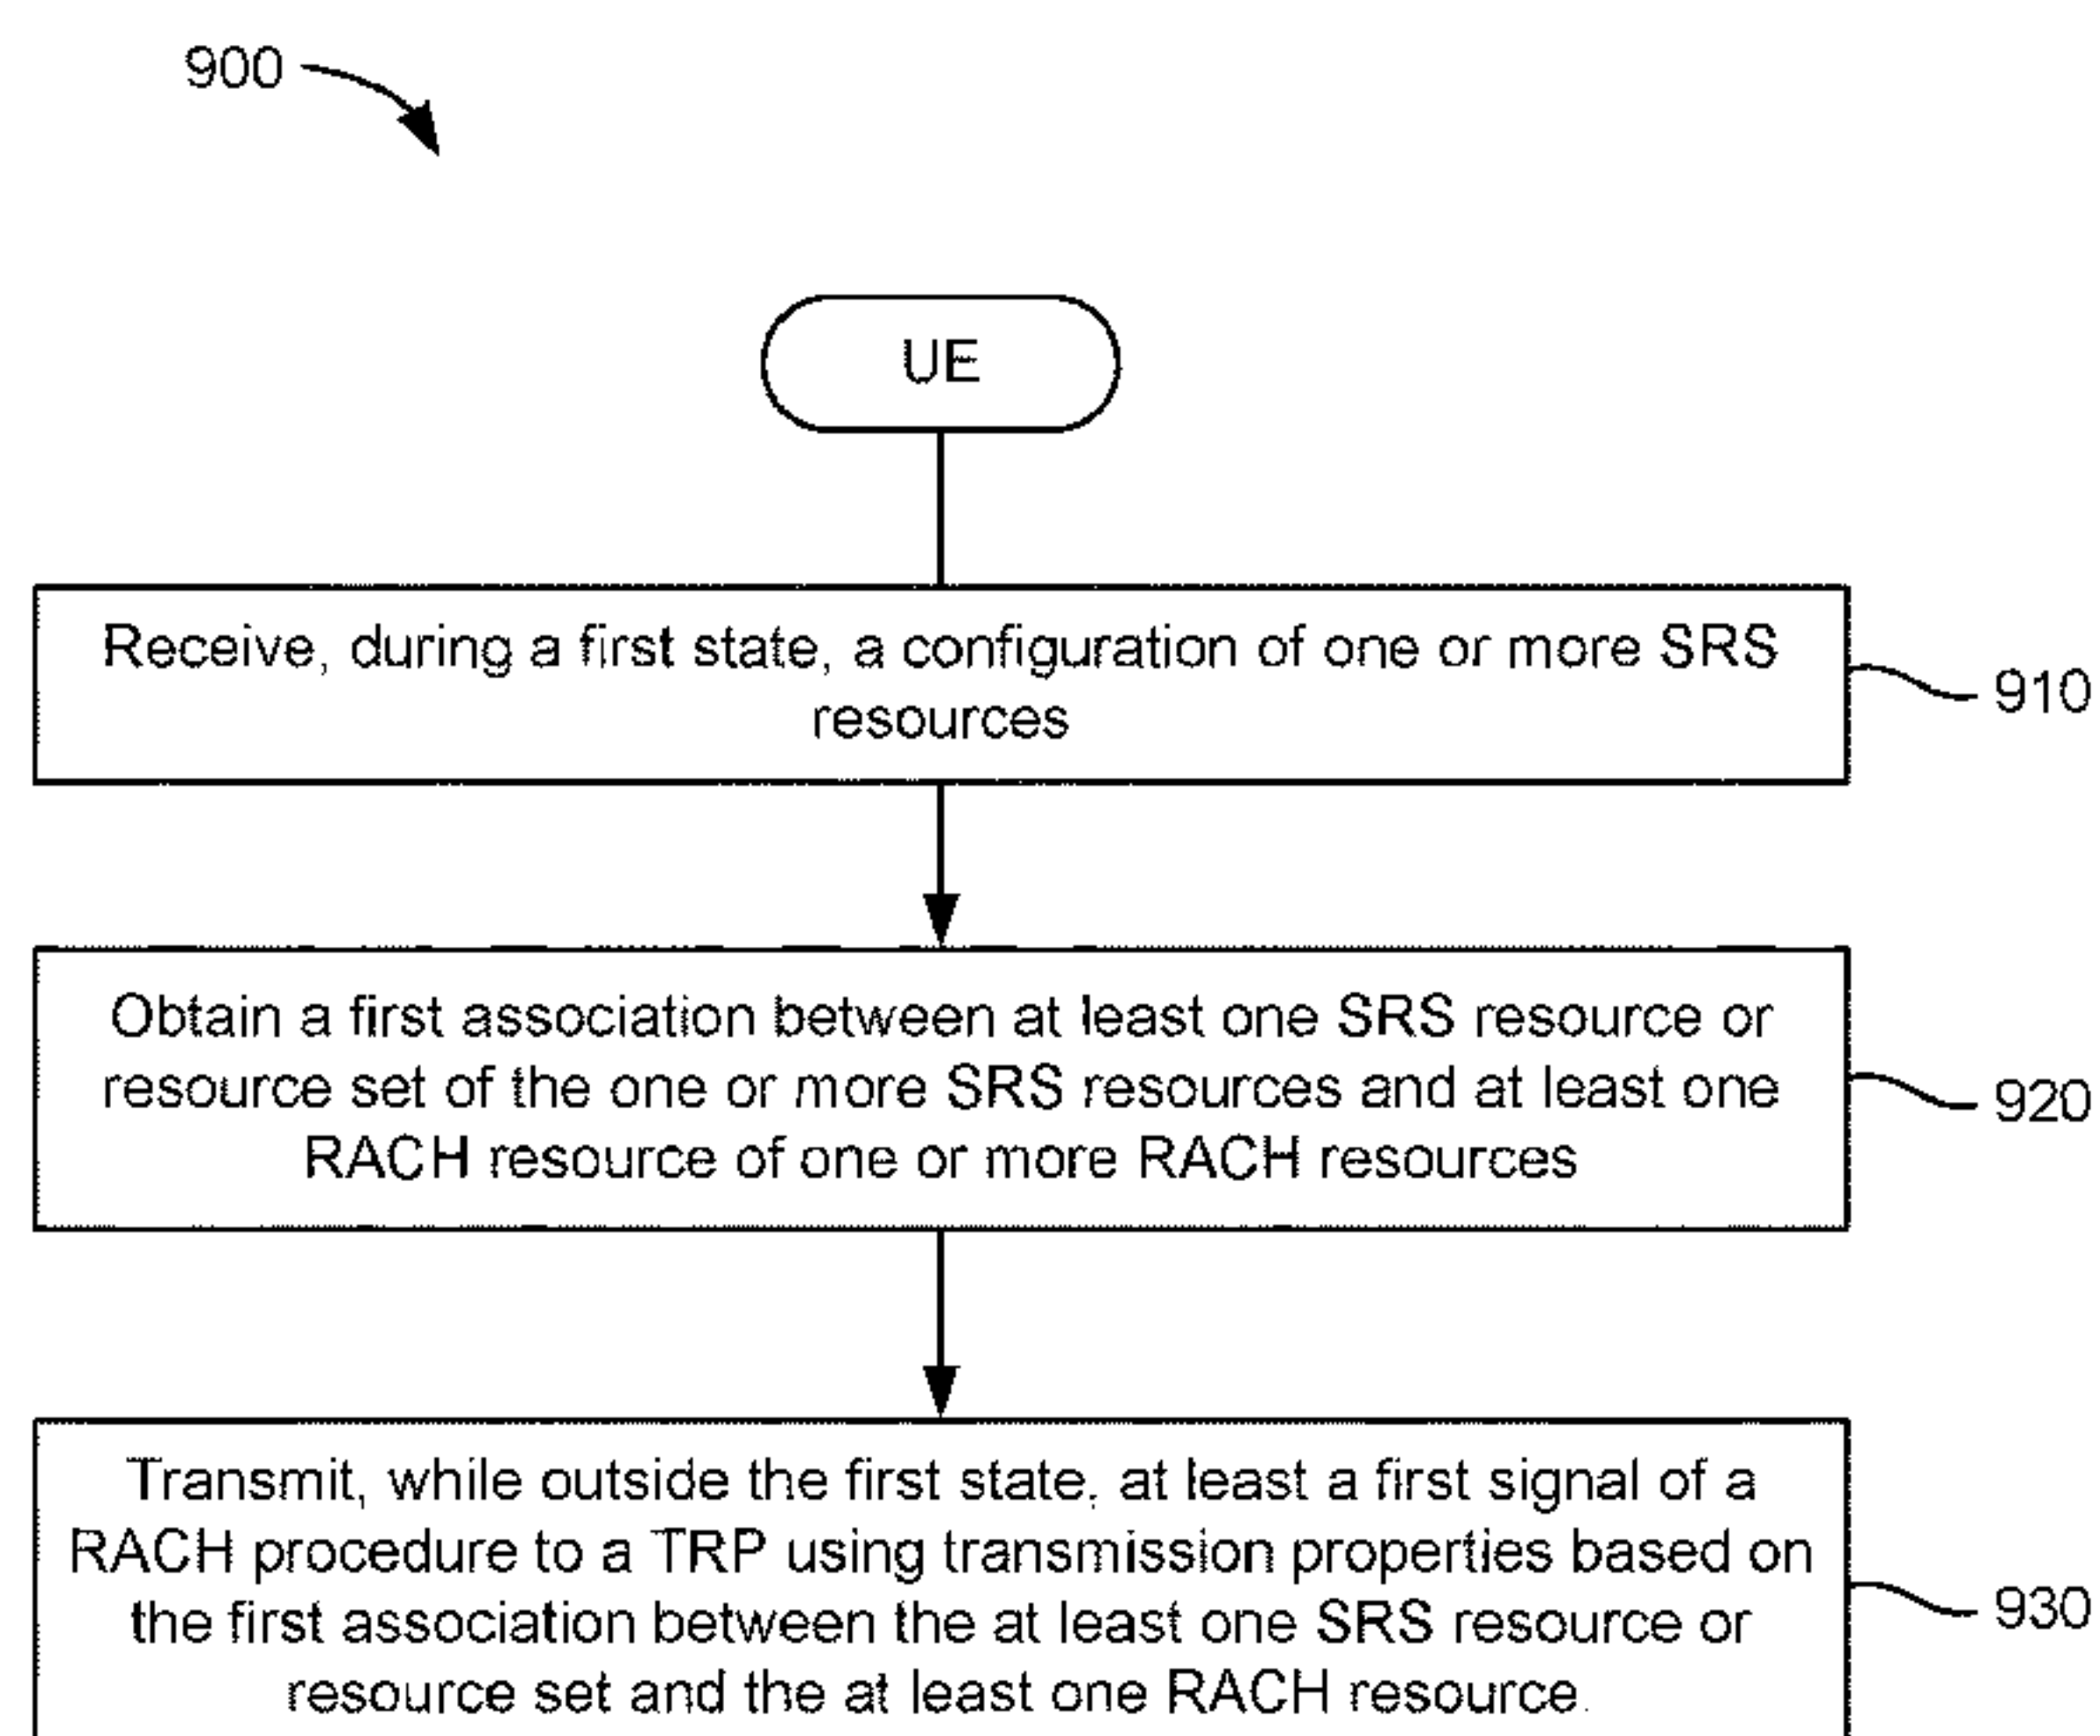 900
UE
Receive, during a first state, a configuration of one or more SRS
resources
910
Obtain a first association between at least one SRS resource or
resource set of the one or more SRS resources and at least one
RACH resource of one or more RACH resources
920
Transmit, while outside the first state, at least a first signal of a
RACH procedure to a TRP using transmission properties based on
the first association between the at least one SRS resource or
resource set and the at least one RACH resource.
930